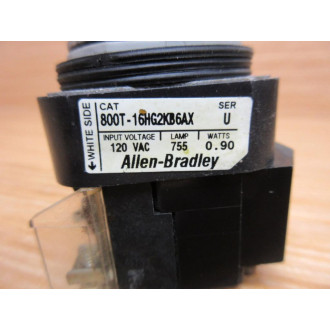 CAT SER
800T-16HG2KB6AX U
INPUT VOLTAGE LAMP WATTS
120 VAC 755 0.90
Allen-Bradley
←WHITE SIDE